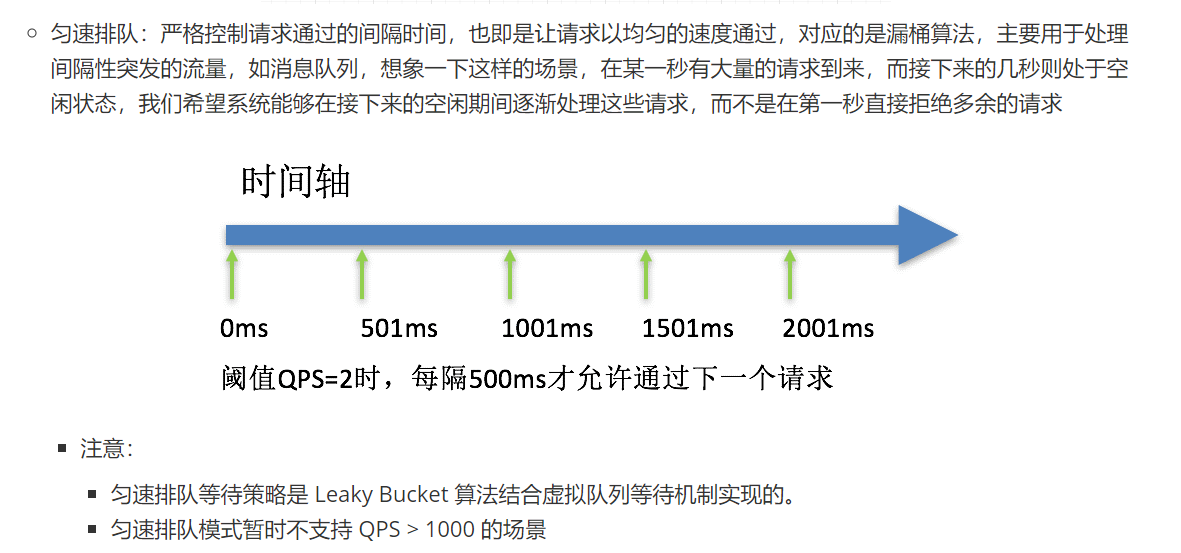 匀速排队：严格控制请求通过的间隔时间，也即是让请求以均匀的速度通过，对应的是漏桶算法，主要用于处理
间隔性突发的流量，如消息队列，想象一下这样的场景，在某一秒有大量的请求到来，而接下来的几秒则处于空
闲状态，我们希望系统能够在接下来的空闲期间逐渐处理这些请求，而不是在第一秒直接拒绝多余的请求
时间轴
0ms 501ms 1001ms 1501ms 2001ms
阈值QPS=2时，每隔500ms才允许通过下一个请求
注意：
匀速排队等待策略是 Leaky Bucket 算法结合虚拟队列等待机制实现的。
匀速排队模式暂时不支持 QPS > 1000 的场景